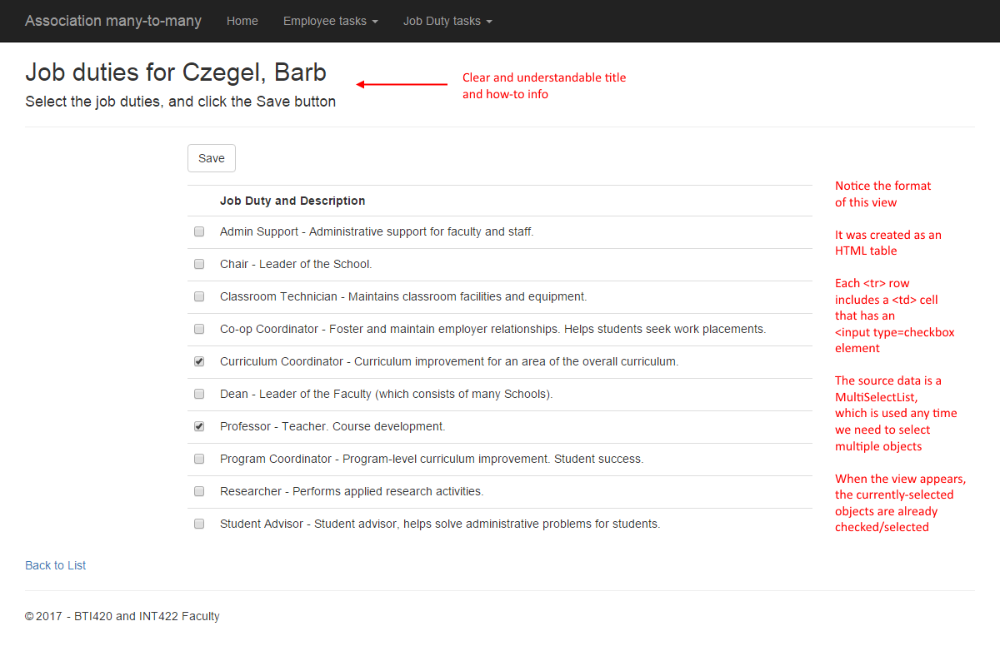 Association many-to-many Home Employee tasks Job Duty tasks
Job duties for Czegel, Barb
Select the job duties, and click the Save button
Clear and understandable title
and how-to info
Save
Job Duty and Description
Admin Support - Administrative support for faculty and staff.
Chair - Leader of the School.
Classroom Technician - Maintains classroom facilities and equipment.
Co-op Coordinator - Foster and maintain employer relationships. Helps students seek work placements.
Curriculum Coordinator - Curriculum improvement for an area of the overall curriculum.
Dean - Leader of the Faculty (which consists of many Schools).
Professor - Teacher. Course development.
Program Coordinator - Program-level curriculum improvement. Student success.
Researcher - Performs applied research activities.
Student Advisor - Student advisor, helps solve administrative problems for students.
Notice the format
of this view
It was created as an
HTML table
Each <tr> row
includes a <td> cell
that has an
<input type=checkbox
element
The source data is a
MultiSelectList,
which is used any time
we need to select
multiple objects
When the view appears,
the currently-selected
objects are already
checked/selected
Back to List
© 2017 - BTI420 and INT422 Faculty